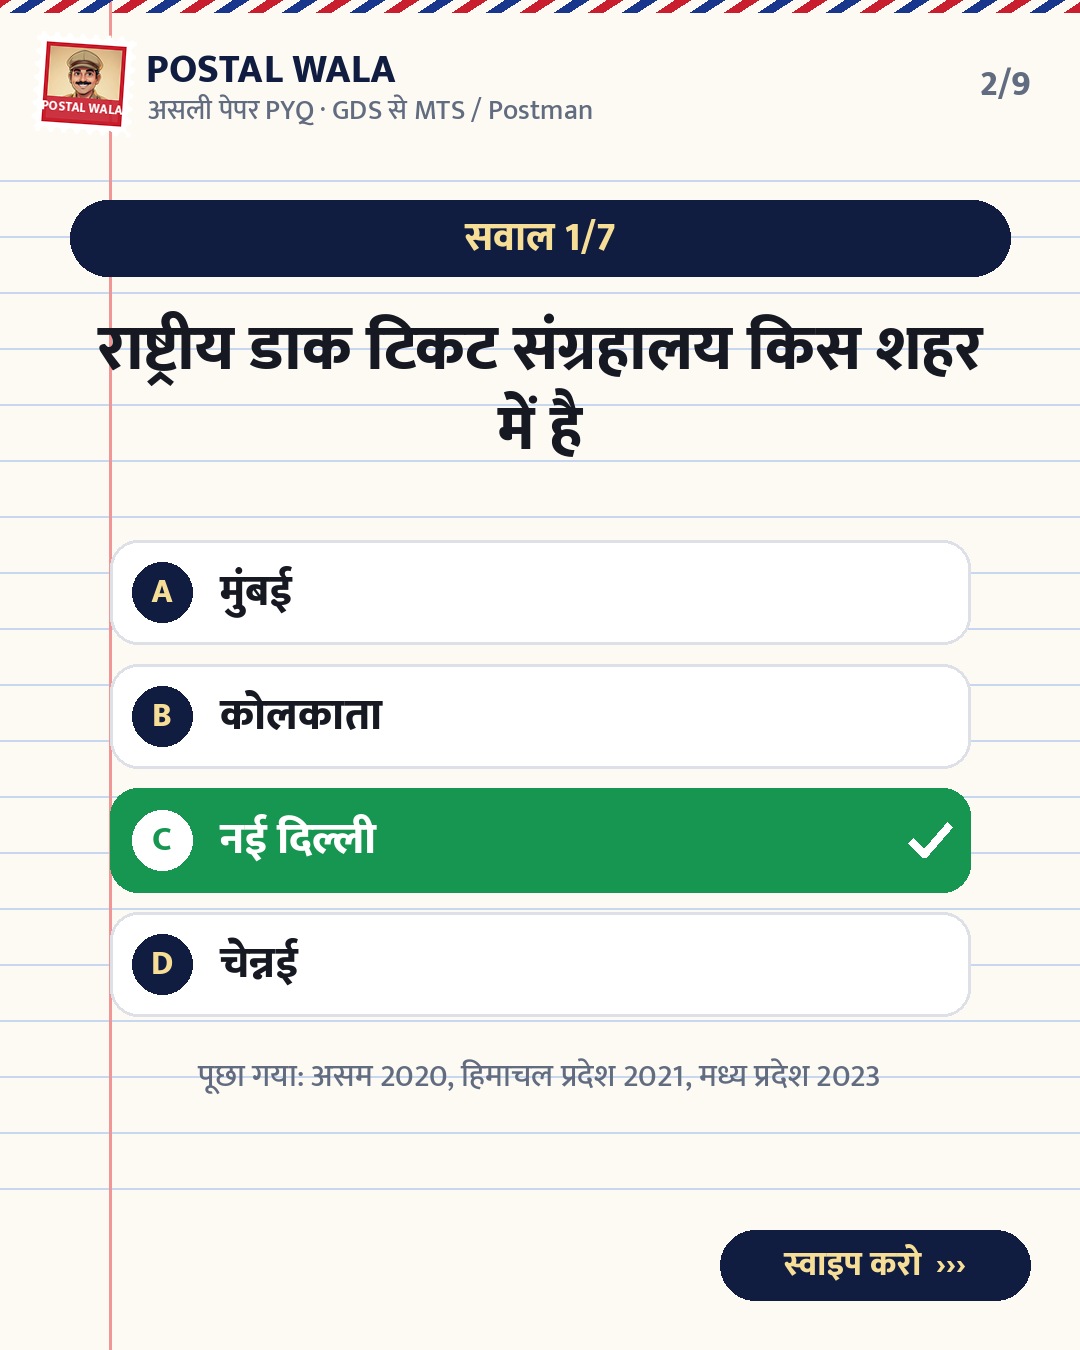 POSTAL WALA
POSTAL WALA
असली पेपर PYQ · GDS से MTS / Postman
2/9
सवाल 1/7
राष्ट्रीय डाक टिकट संग्रहालय किस शहर
में है
A मुंबई
B कोलकाता
C नई दिल्ली
D चेन्नई
पूछा गया: असम 2020, हिमाचल प्रदेश 2021, मध्य प्रदेश 2023
स्वाइप करो ›››